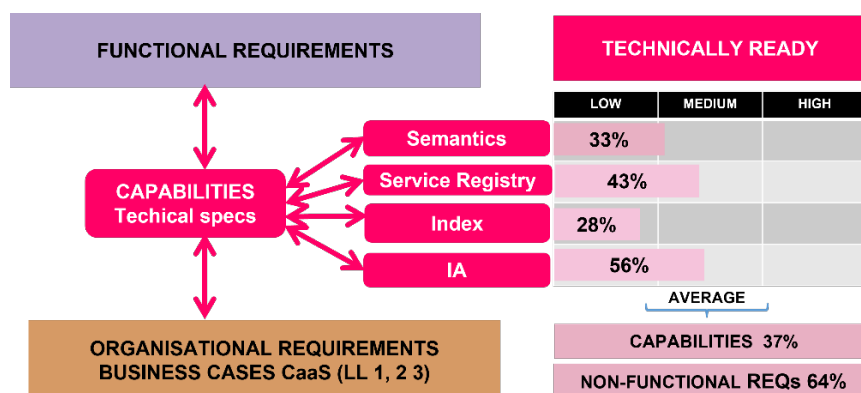 FUNCTIONAL REQUIREMENTS
TECHNICALLY READY
LOW MEDIUM HIGH
Semantics 33%
Service Registry 43%
CAPABILITIES
Techical specs
Index 28%
IA 56%
AVERAGE
ORGANISATIONAL REQUIREMENTS
BUSINESS CASES CaaS (LL 1, 2 3)
CAPABILITIES 37%
NON-FUNCTIONAL REQs 64%